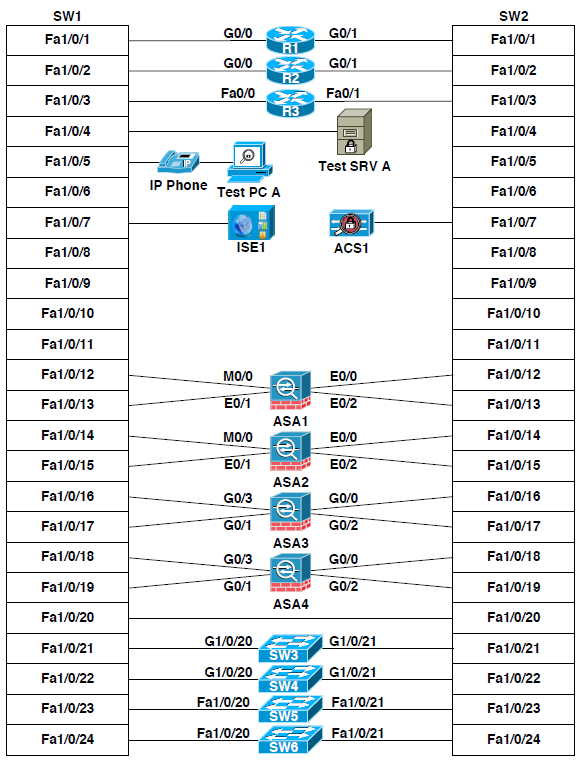 SW1 SW2
Fa1/0/1 G0/0 R1 G0/1 Fa1/0/1
Fa1/0/2 G0/0 R2 G0/1 Fa1/0/2
Fa1/0/3 Fa0/0 R3 Fa0/1 Fa1/0/3
Fa1/0/4 Test SRV A Fa1/0/4
Fa1/0/5 IP Phone Test PC A Fa1/0/5
Fa1/0/6 Fa1/0/6
Fa1/0/7 ISE1 ACS1 Fa1/0/7
Fa1/0/8 Fa1/0/8
Fa1/0/9 Fa1/0/9
Fa1/0/10 Fa1/0/10
Fa1/0/11 Fa1/0/11
Fa1/0/12 M0/0 E0/0 Fa1/0/12
Fa1/0/13 E0/1 E0/2 Fa1/0/13
ASA1
Fa1/0/14 M0/0 E0/0 Fa1/0/14
Fa1/0/15 E0/1 E0/2 Fa1/0/15
ASA2
Fa1/0/16 G0/3 G0/0 Fa1/0/16
Fa1/0/17 G0/1 G0/2 Fa1/0/17
ASA3
Fa1/0/18 G0/3 G0/0 Fa1/0/18
Fa1/0/19 G0/1 G0/2 Fa1/0/19
ASA4
Fa1/0/20 Fa1/0/20
Fa1/0/21 G1/0/20 SW3 G1/0/21 Fa1/0/21
Fa1/0/22 G1/0/20 SW4 G1/0/21 Fa1/0/22
Fa1/0/23 Fa1/0/20 SW5 Fa1/0/21 Fa1/0/23
Fa1/0/24 Fa1/0/20 SW6 Fa1/0/21 Fa1/0/24